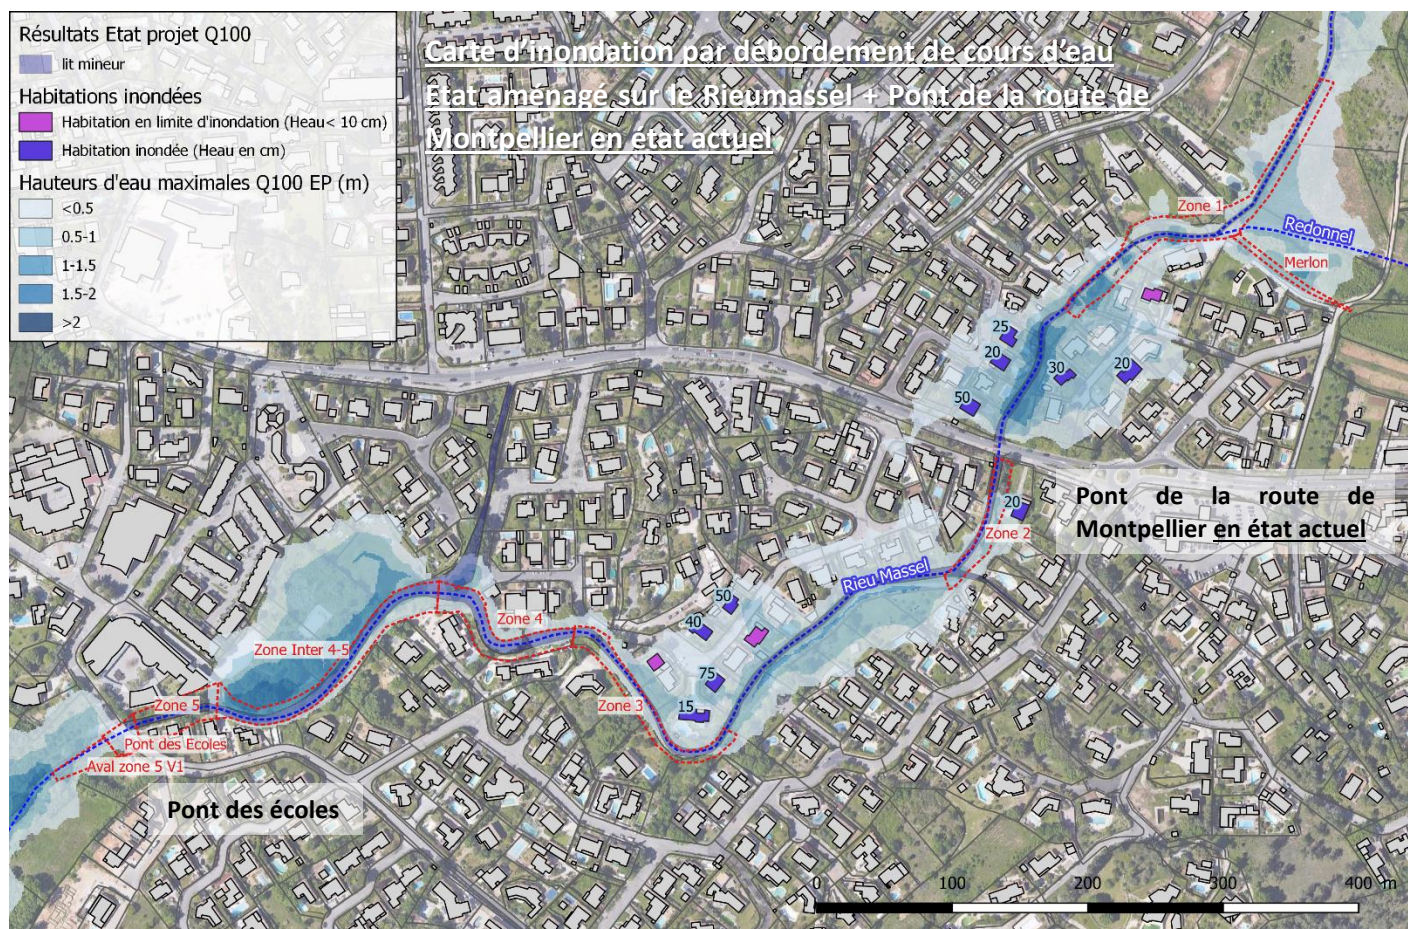 Résultats Etat projet Q100
lit mineur
Habitations inondées
Habitation en limite d'inondation (Heau< 10 cm)
Habitation inondée (Heau en cm)
Hauteurs d'eau maximales Q100 EP (m)
<0.5
0.5-1
1-1.5
1.5-2
>2
Carte d'inondation par débordement de cours d'eau
Etat aménagé sur le Rieumassel + Pont de la route de
Montpellier en état actuel
Zone 1
Redonnel
Merlon
25
20
30
20
50
Pont de la route de
Montpellier en état actuel
20
Zone 2
Rieu Massel
50
40
Zone 4
Zone Inter 4-5
75
15
Zone 3
Zone 5
Pont des Ecoles
Aval zone 5 V1
Pont des écoles
0 100 200 300 400 m